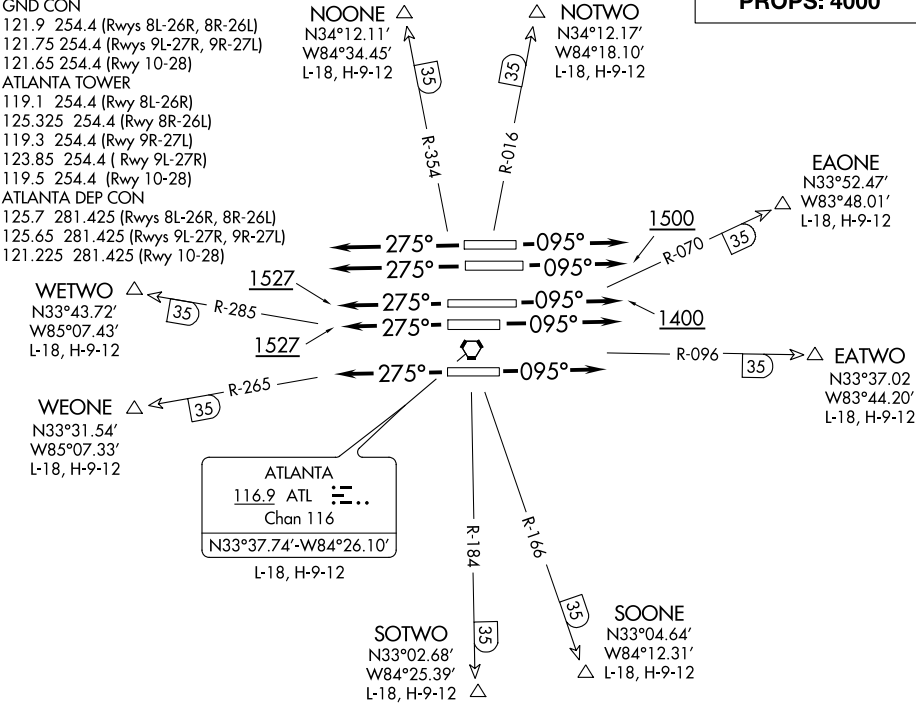 GND CON
121.9 254.4 (Rwys 8L-26R, 8R-26L)
121.75 254.4 (Rwys 9L-27R, 9R-27L)
121.65 254.4 (Rwy 10-28)
ATLANTA TOWER
119.1 254.4 (Rwy 8L-26R)
125.325 254.4 (Rwy 8R-26L)
119.3 254.4 (Rwy 9R-27L)
123.85 254.4 ( Rwy 9L-27R)
119.5 254.4 (Rwy 10-28)
ATLANTA DEP CON
125.7 281.425 (Rwys 8L-26R, 8R-26L)
125.65 281.425 (Rwys 9L-27R, 9R-27L)
121.225 281.425 (Rwy 10-28)
PROPS: 4000
NOONE
N34°12.11'
W84°34.45'
L-18, H-9-12
35
R-354
NOTWO
N34°12.17'
W84°18.10'
L-18, H-9-12
35
R-016
EAONE
N33°52.47'
W83°48.01'
L-18, H-9-12
35
R-070
1500
275° 095°
275° 095°
1527
275° 095°
1400
1527
275° 095°
275° 095°
WETWO
N33°43.72'
W85°07.43'
L-18, H-9-12
35
R-285
R-096
35
EATWO
N33°37.02
W83°44.20'
L-18, H-9-12
WEONE
N33°31.54'
W85°07.33'
L-18, H-9-12
35
R-265
ATLANTA
116.9 ATL
Chan 116
N33°37.74'-W84°26.10'
L-18, H-9-12
R-184
35
SOTWO
N33°02.68'
W84°25.39'
L-18, H-9-12
R-166
35
SOONE
N33°04.64'
W84°12.31'
L-18, H-9-12